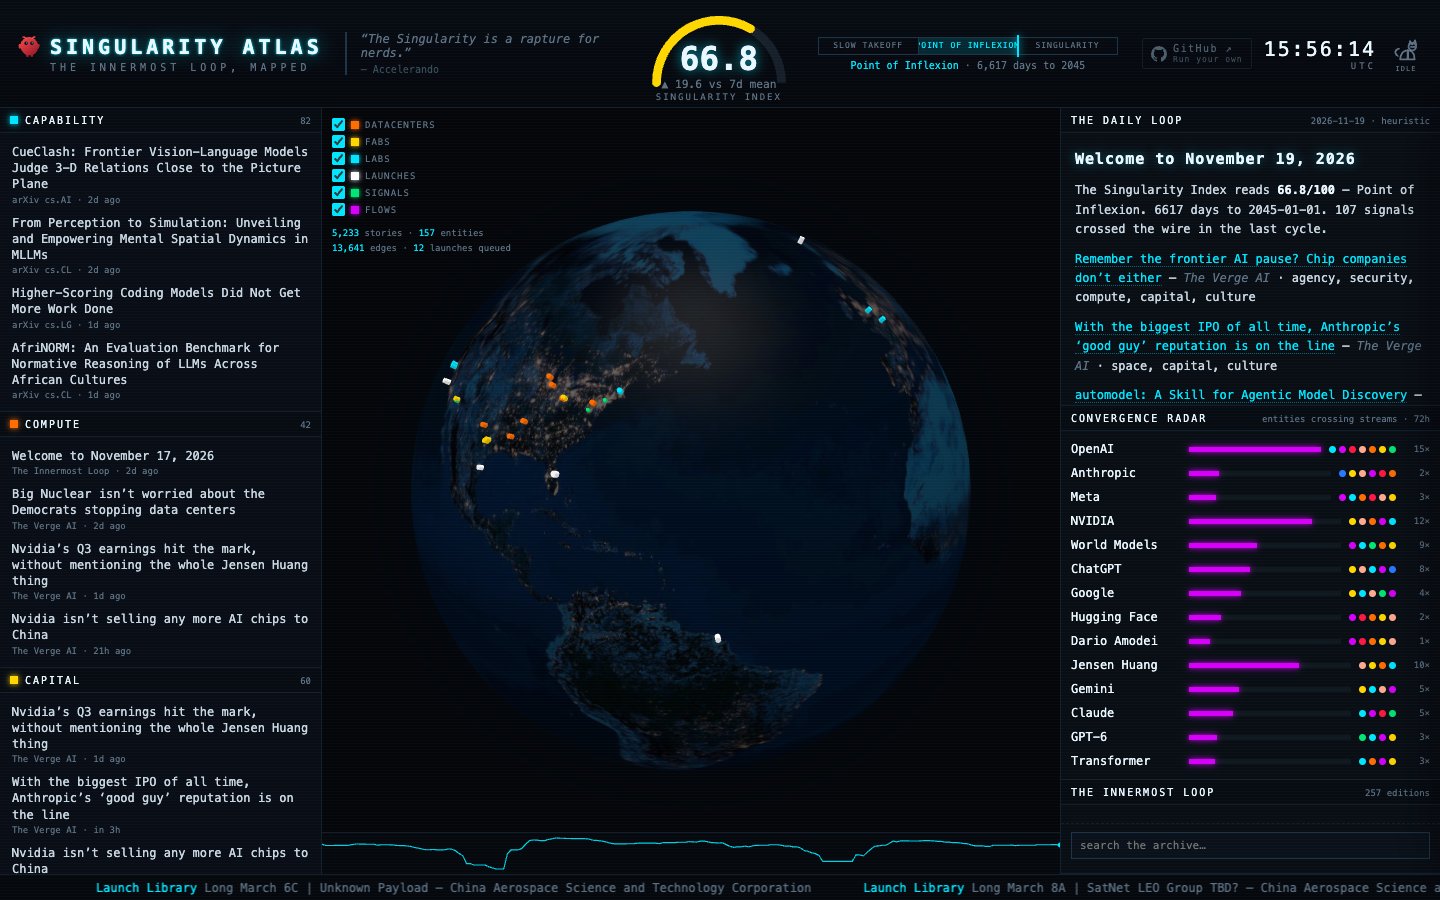 SINGULARITY ATLAS
THE INNERMOST LOOP, MAPPED
“The Singularity is a rapture for
nerds.”
— Accelerando
66.8
▲ 19.6 vs 7d mean
SINGULARITY INDEX
SLOW TAKEOFF
POINT OF INFLEXION
SINGULARITY
Point of Inflexion · 6,617 days to 2045
GitHub ↗
Run your own
15:56:14
UTC
IDLE
CAPABILITY 82
CueClash: Frontier Vision-Language Models
Judge 3-D Relations Close to the Picture
Plane
arXiv cs.AI · 2d ago
From Perception to Simulation: Unveiling
and Empowering Mental Spatial Dynamics in
MLLMs
arXiv cs.CL · 2d ago
Higher-Scoring Coding Models Did Not Get
More Work Done
arXiv cs.LG · 1d ago
AfriNORM: An Evaluation Benchmark for
Normative Reasoning of LLMs Across
African Cultures
arXiv cs.CL · 1d ago
COMPUTE 42
Welcome to November 17, 2026
The Innermost Loop · 2d ago
Big Nuclear isn’t worried about the
Democrats stopping data centers
The Verge AI · 2d ago
Nvidia’s Q3 earnings hit the mark,
without mentioning the whole Jensen Huang
thing
The Verge AI · 1d ago
Nvidia isn’t selling any more AI chips to
China
The Verge AI · 21h ago
CAPITAL 60
Nvidia’s Q3 earnings hit the mark,
without mentioning the whole Jensen Huang
thing
The Verge AI · 1d ago
With the biggest IPO of all time,
Anthropic’s ‘good guy’ reputation is on
the line
The Verge AI · in 3h
Nvidia isn’t selling any more AI chips to
China
DATACENTERS
FABS
LABS
LAUNCHES
SIGNALS
FLOWS
5,233 stories · 157 entities
13,641 edges · 12 launches queued
THE DAILY LOOP 2026-11-19 · heuristic
Welcome to November 19, 2026
The Singularity Index reads 66.8/100 — Point of
Inflexion. 6617 days to 2045-01-01. 107 signals
crossed the wire in the last cycle.
Remember the frontier AI pause? Chip companies
don’t either — The Verge AI · agency, security,
compute, capital, culture
With the biggest IPO of all time, Anthropic’s
‘good guy’ reputation is on the line — The Verge
AI · space, capital, culture
automodel: A Skill for Agentic Model Discovery —
CONVERGENCE RADAR entities crossing streams · 72h
OpenAI 15×
Anthropic 2×
Meta 3×
NVIDIA 12×
World Models 9×
ChatGPT 8×
Google 4×
Hugging Face 2×
Dario Amodei 1×
Jensen Huang 10×
Gemini 5×
Claude 5×
GPT-6 3×
Transformer 3×
THE INNERMOST LOOP 257 editions
search the archive…
Launch Library Long March 6C | Unknown Payload — China Aerospace Science and Technology Corporation
Launch Library Long March 8A | SatNet LEO Group TBD? — China Aerospace Science a